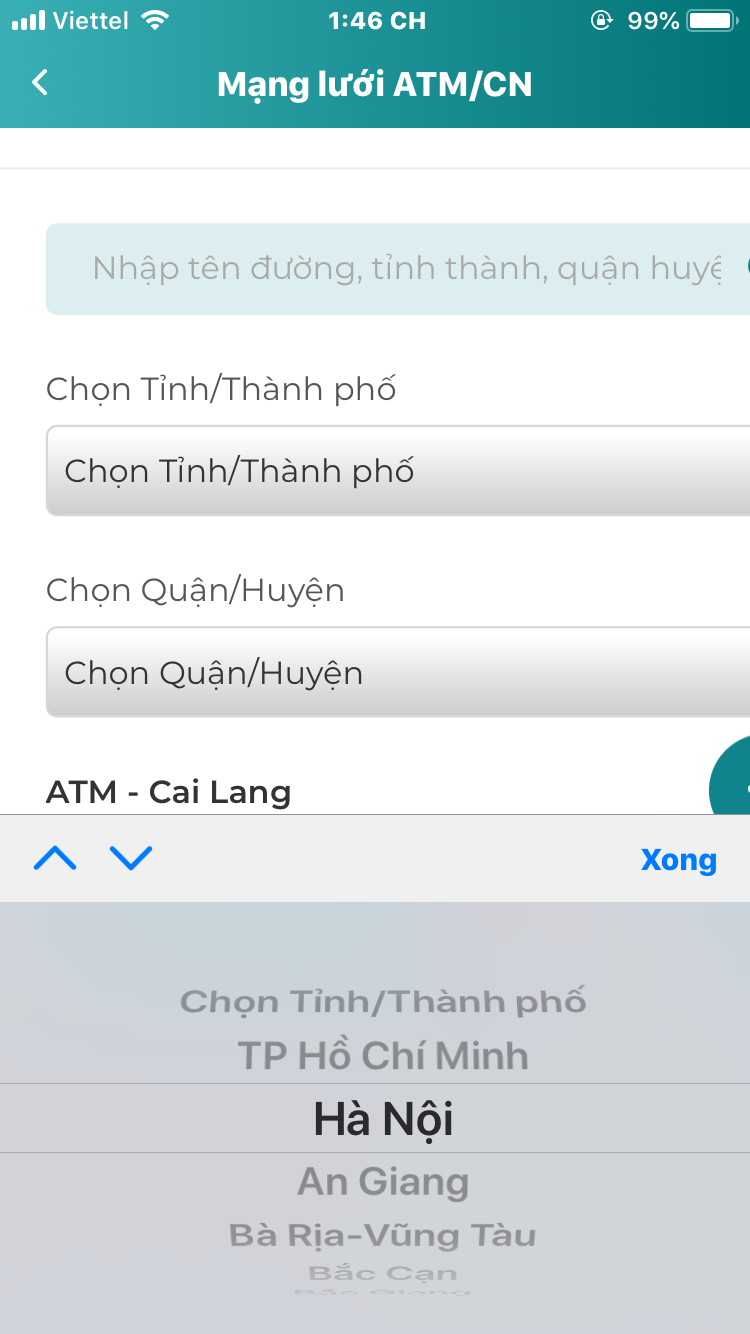 Viettel 1:46 CH 99%
Mạng lưới ATM/CN
Nhập tên đường, tỉnh thành, quận huyệ
Chọn Tỉnh/Thành phố
Chọn Tỉnh/Thành phố
Chọn Quận/Huyện
Chọn Quận/Huyện
ATM - Cai Lang
Xong
Chọn Tỉnh/Thành phố
TP Hồ Chí Minh
Hà Nội
An Giang
Bà Rịa-Vũng Tàu
Bắc Cạn
Bắc Giang